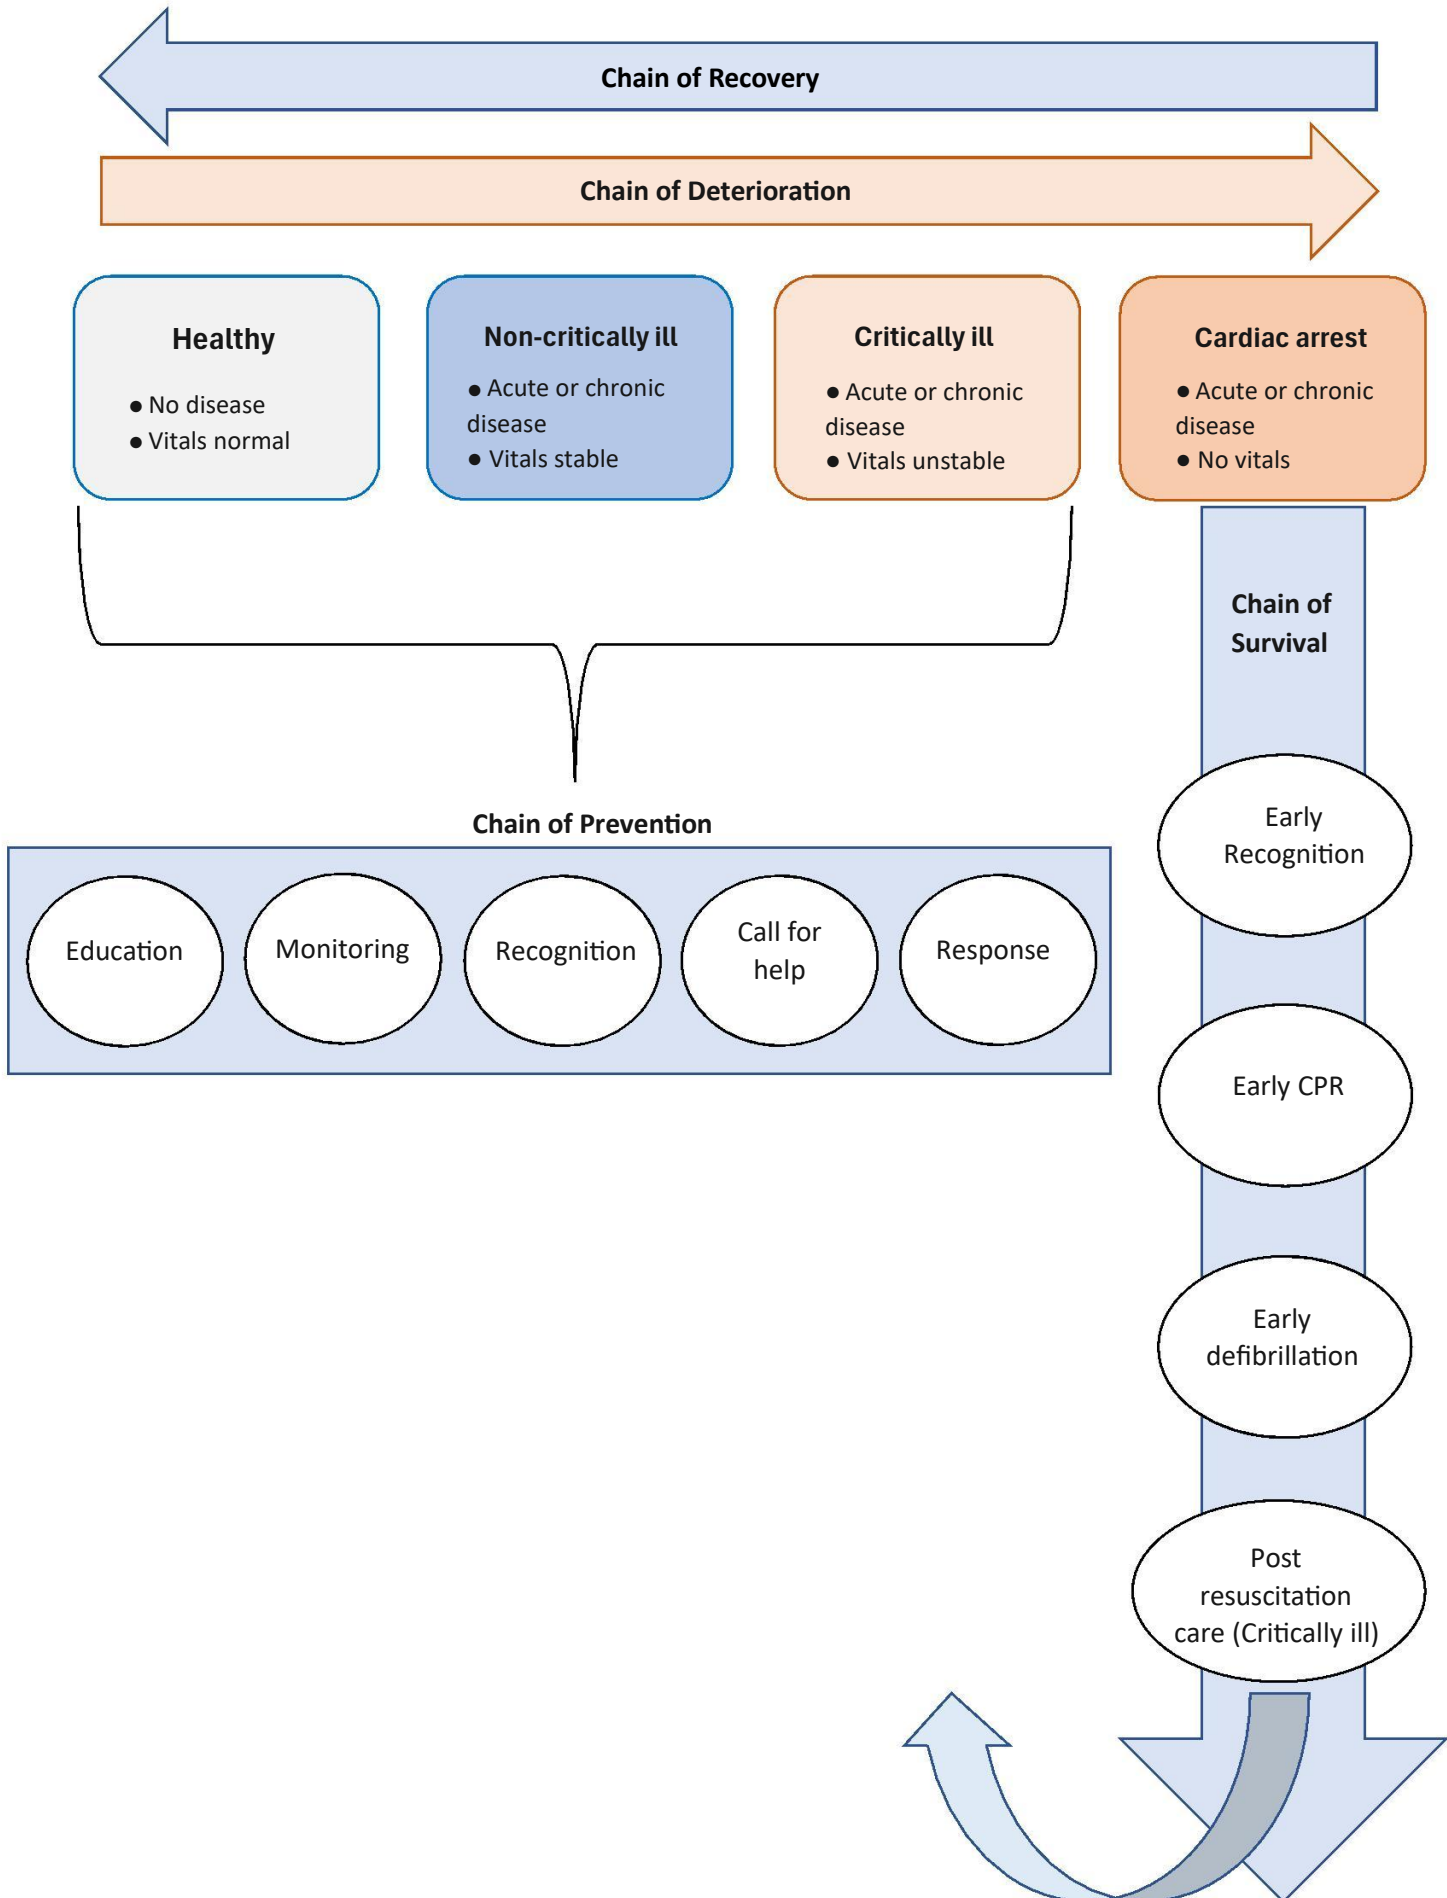 Chain of Recovery
Chain of Deterioration
Healthy
● No disease
● Vitals normal
Non-critically ill
● Acute or chronic
disease
● Vitals stable
Critically ill
● Acute or chronic
disease
● Vitals unstable
Cardiac arrest
● Acute or chronic
disease
● No vitals
Chain of
Survival
Chain of Prevention
Education
Monitoring
Recognition
Call for
help
Response
Early
Recognition
Early CPR
Early
defibrillation
Post
resuscitation
care (Critically ill)